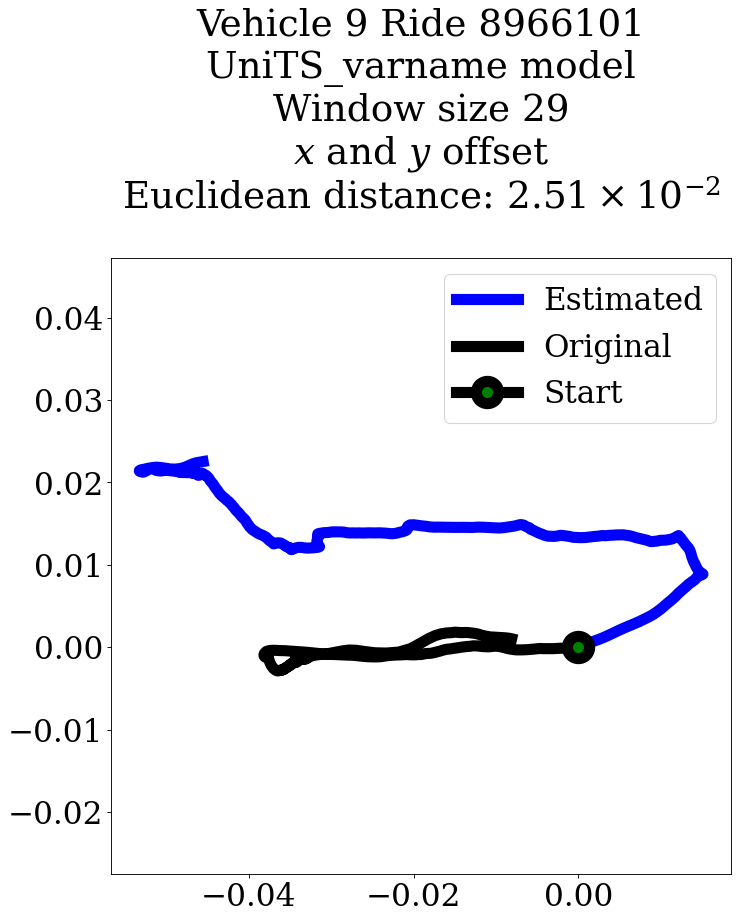 Vehicle 9 Ride 8966101
UniTS_varname model
Window size 29
x and y offset
Euclidean distance: 2.51 × 10⁻²
Estimated
Original
Start
0.04
0.03
0.02
0.01
0.00
−0.01
−0.02
−0.04
−0.02
0.00